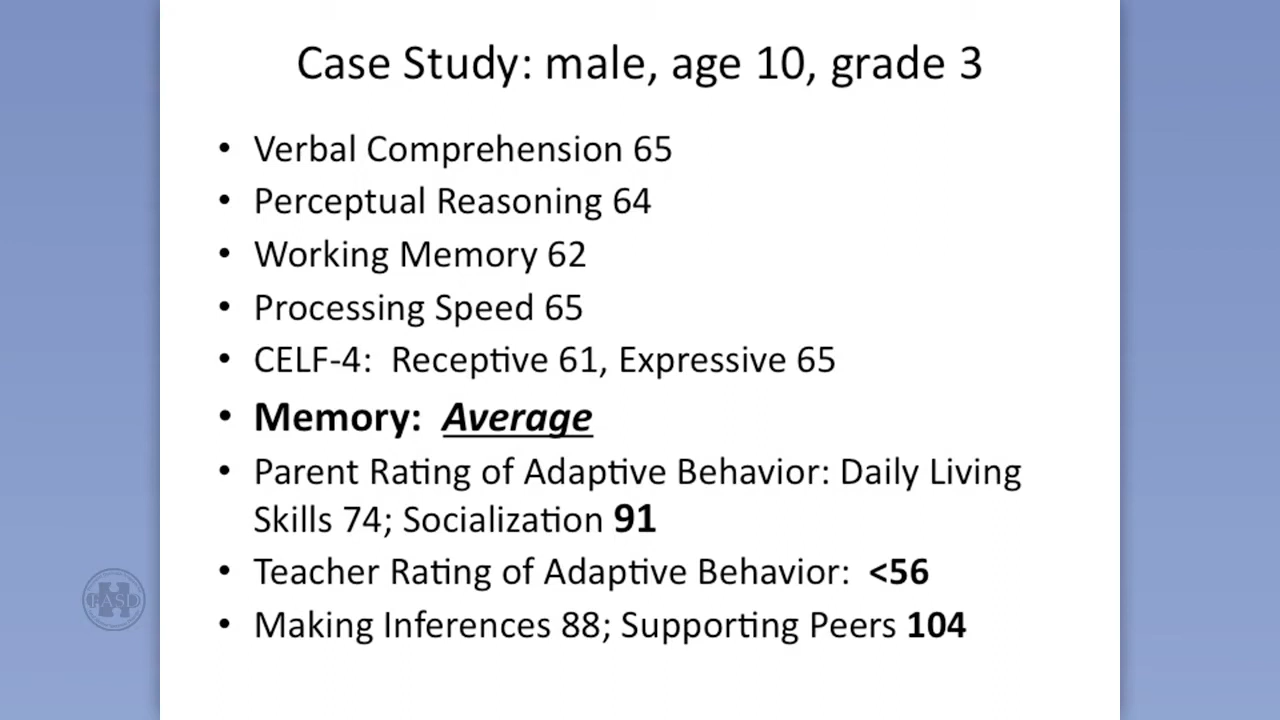 Case Study: male, age 10, grade 3
• Verbal Comprehension 65
• Perceptual Reasoning 64
• Working Memory 62
• Processing Speed 65
• CELF-4:  Receptive 61, Expressive 65
• Memory:  Average
• Parent Rating of Adaptive Behavior: Daily Living
Skills 74; Socialization 91
• Teacher Rating of Adaptive Behavior:  <56
• Making Inferences 88; Supporting Peers 104
FASD